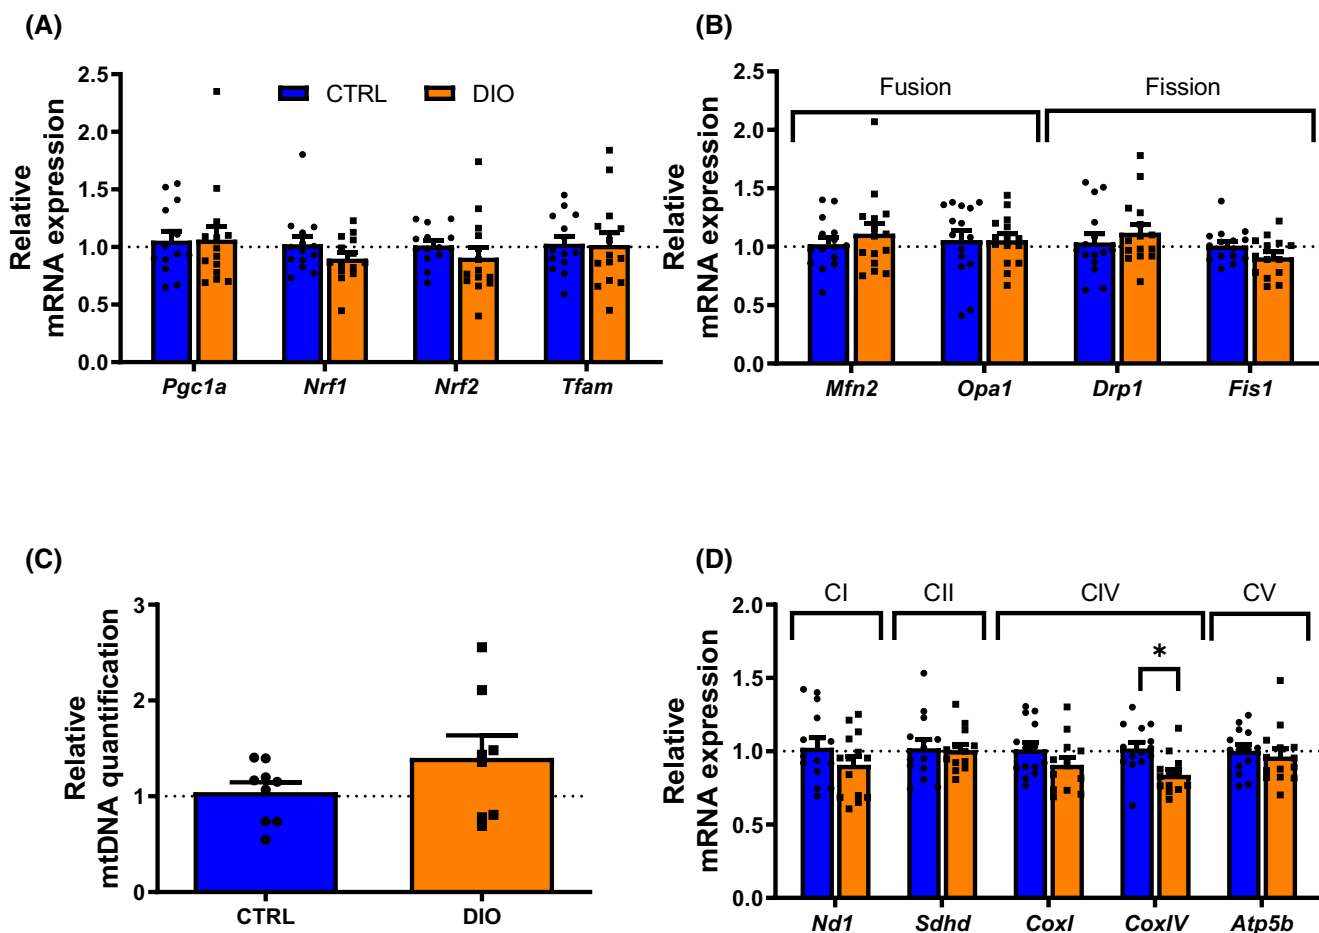 (A)
Relative
mRNA expression
2.5
2.0
1.5
1.0
0.5
0.0
CTRL
DIO
Pgc1a
Nrf1
Nrf2
Tfam
(B)
Relative
mRNA expression
2.5
2.0
1.5
1.0
0.5
0.0
Fusion
Fission
Mfn2
Opa1
Drp1
Fis1
(C)
Relative
mtDNA quantification
3
2
1
0
CTRL
DIO
(D)
Relative
mRNA expression
2.0
1.5
1.0
0.5
0.0
CI
CII
CIV
CV
*
Nd1
Sdhd
CoxI
CoxIV
Atp5b